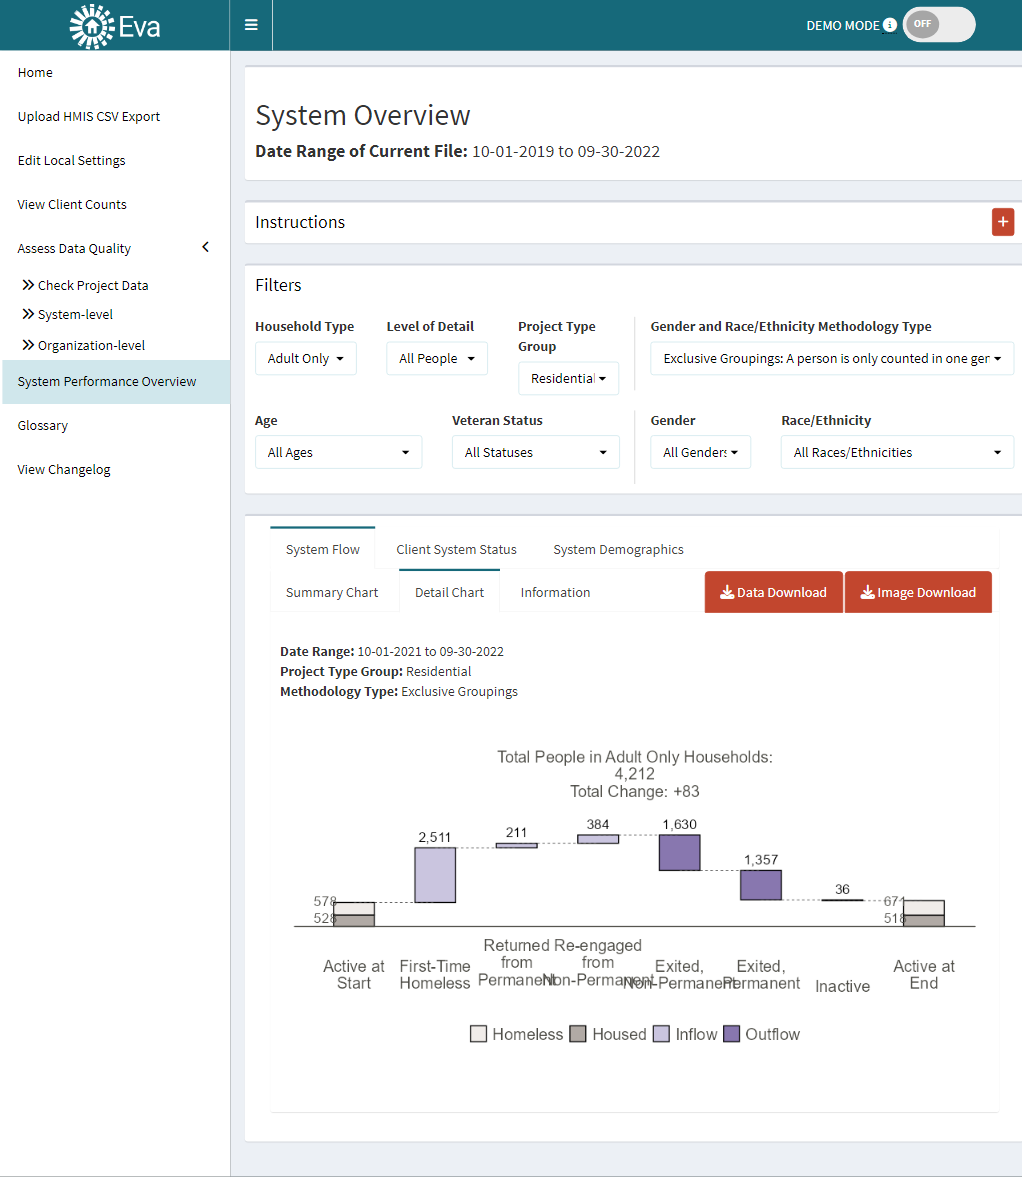 Eva
DEMO MODE
OFF
Home
Upload HMIS CSV Export
Edit Local Settings
View Client Counts
Assess Data Quality
Check Project Data
System-level
Organization-level
System Performance Overview
Glossary
View Changelog
System Overview
Date Range of Current File: 10-01-2019 to 09-30-2022
Instructions
+
Filters
Household Type
Adult Only
Level of Detail
All People
Project Type
Group
Residential
Gender and Race/Ethnicity Methodology Type
Exclusive Groupings: A person is only counted in one ger
Age
All Ages
Veteran Status
All Statuses
Gender
All Genders
Race/Ethnicity
All Races/Ethnicities
System Flow
Client System Status
System Demographics
Summary Chart
Detail Chart
Information
Data Download
Image Download
Date Range: 10-01-2021 to 09-30-2022
Project Type Group: Residential
Methodology Type: Exclusive Groupings
Total People in Adult Only Households:
4,212
Total Change: +83
578
528
2,511
211
384
1,630
1,357
36
671
518
Active at
Start
First-Time
Homeless
Returned
from
Permanent
Re-engaged
from
Non-Permanent
Exited,
Non-Permanent
Exited,
Permanent
Inactive
Active at
End
Homeless
Housed
Inflow
Outflow